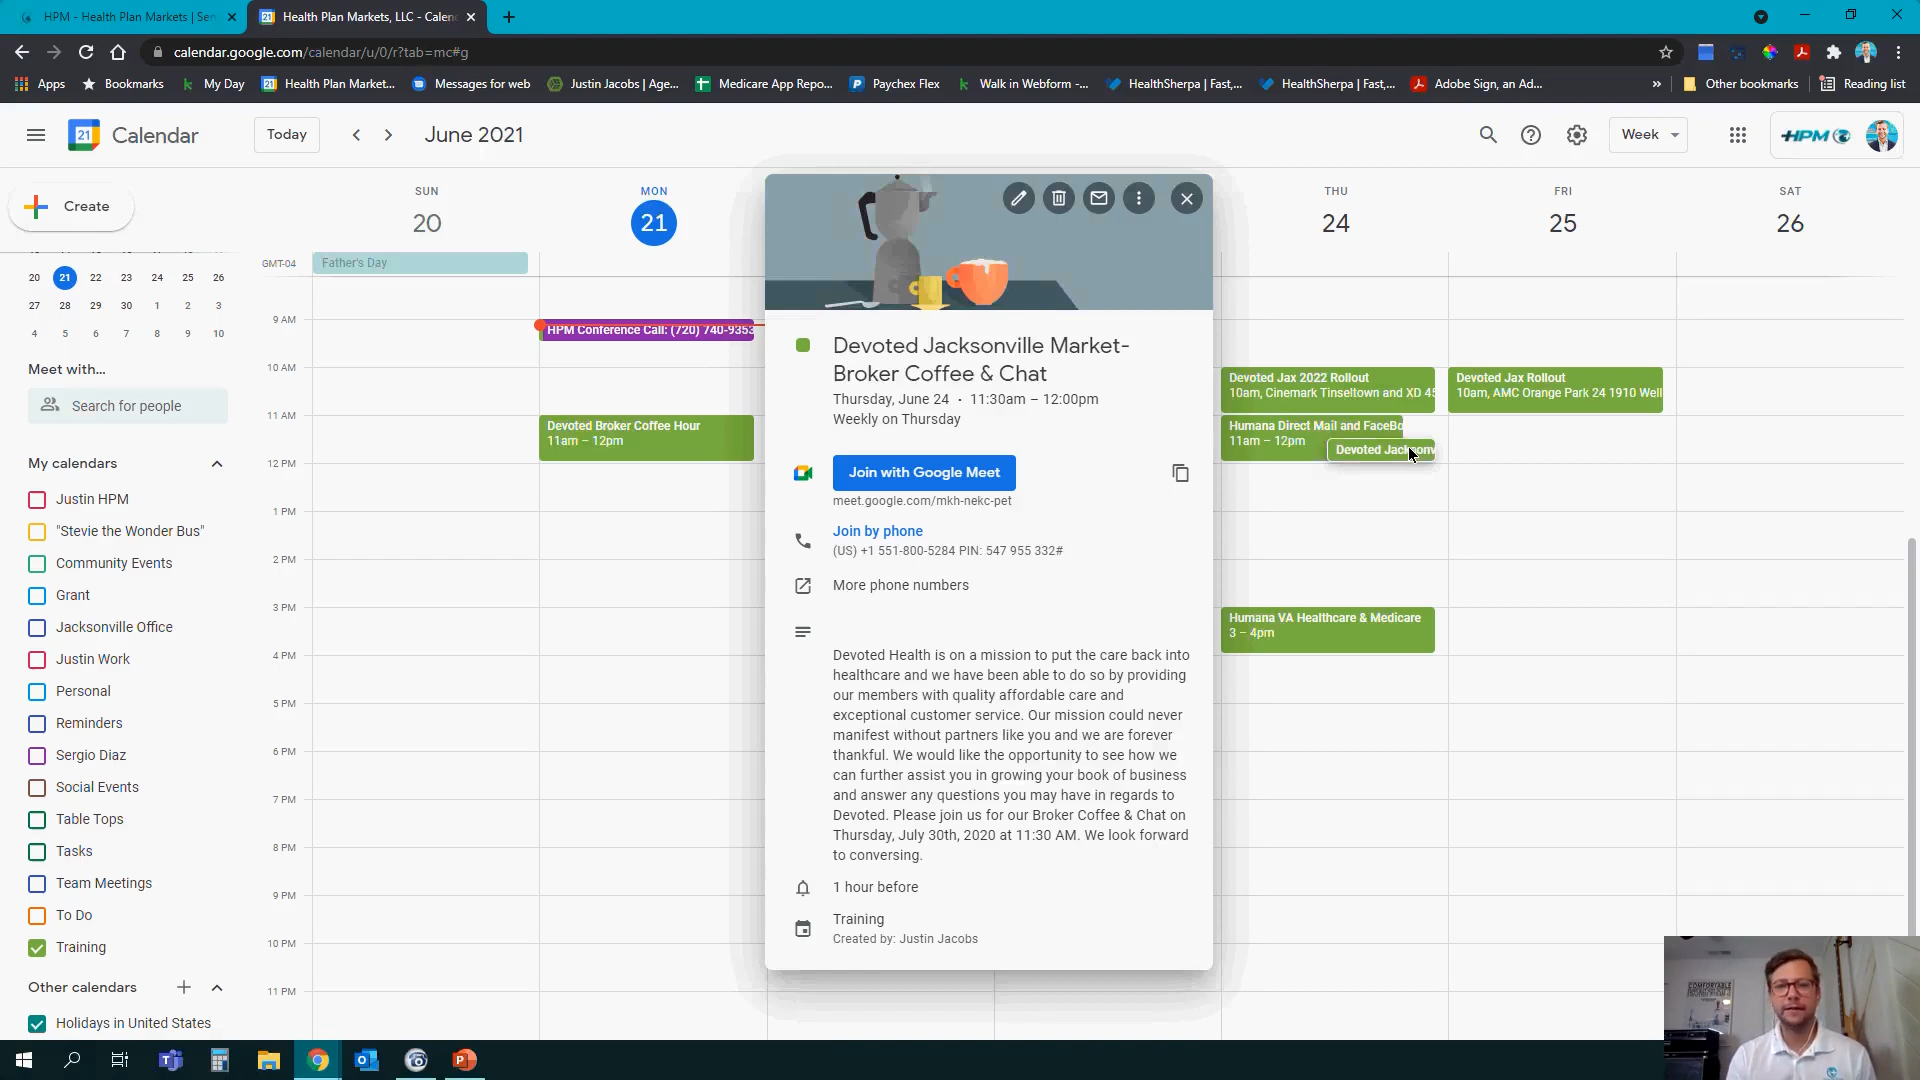 HPM - Health Plan Markets | Sen
Health Plan Markets, LLC - Calen
calendar.google.com/calendar/u/0/r?tab=mc#g
Apps
Bookmarks
My Day
Health Plan Market...
Messages for web
Justin Jacobs | Age...
Medicare App Repo...
Paychex Flex
Walk in Webform -...
HealthSherpa | Fast,...
HealthSherpa | Fast,...
Adobe Sign, an Ad...
»
Other bookmarks
Reading list
21
Calendar
Today
June 2021
Week
HPM
Create
SUN
20
MON
21
THU
24
FRI
25
SAT
26
GMT-04
Father's Day
20 21 22 23 24 25 26
27 28 29 30 1 2 3
4 5 6 7 8 9 10
Meet with...
Search for people
My calendars
Justin HPM
"Stevie the Wonder Bus"
Community Events
Grant
Jacksonville Office
Justin Work
Personal
Reminders
Sergio Diaz
Social Events
Table Tops
Tasks
Team Meetings
To Do
Training
Other calendars
Holidays in United States
9 AM
10 AM
11 AM
12 PM
1 PM
2 PM
3 PM
4 PM
5 PM
6 PM
7 PM
8 PM
9 PM
10 PM
11 PM
HPM Conference Call: (720) 740-9353
Devoted Broker Coffee Hour
11am – 12pm
Devoted Jacksonville Market-
Broker Coffee & Chat
Thursday, June 24 • 11:30am – 12:00pm
Weekly on Thursday
Join with Google Meet
meet.google.com/mkh-nekc-pet
Join by phone
(US) +1 551-800-5284 PIN: 547 955 332#
More phone numbers
Devoted Health is on a mission to put the care back into
healthcare and we have been able to do so by providing
our members with quality affordable care and
exceptional customer service. Our mission could never
manifest without partners like you and we are forever
thankful. We would like the opportunity to see how we
can further assist you in growing your book of business
and answer any questions you may have in regards to
Devoted. Please join us for our Broker Coffee & Chat on
Thursday, July 30th, 2020 at 11:30 AM. We look forward
to conversing.
1 hour before
Training
Created by: Justin Jacobs
Devoted Jax 2022 Rollout
10am, Cinemark Tinseltown and XD 45
Humana Direct Mail and FaceBo
11am – 12pm
Devoted
Humana VA Healthcare & Medicare
3 – 4pm
Devoted Jax Rollout
10am, AMC Orange Park 24 1910 Well
COMFORTABLE